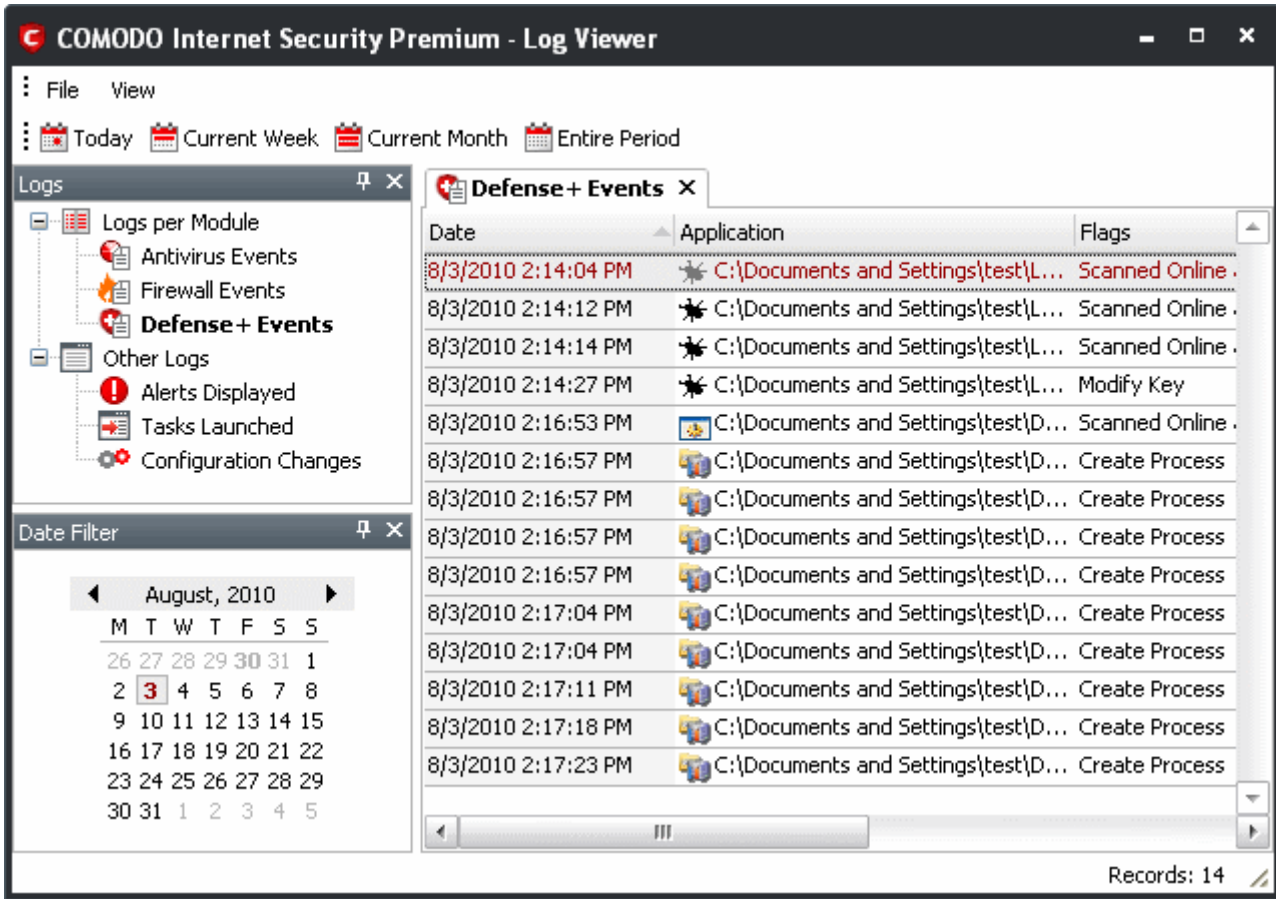 COMODO Internet Security Premium - Log Viewer
File View
Today Current Week Current Month Entire Period
Logs
Logs per Module
Antivirus Events
Firewall Events
Defense+ Events
Other Logs
Alerts Displayed
Tasks Launched
Configuration Changes
Date Filter
August, 2010
M T W T F S S
26 27 28 29 30 31 1
2 3 4 5 6 7 8
9 10 11 12 13 14 15
16 17 18 19 20 21 22
23 24 25 26 27 28 29
30 31 1 2 3 4 5
Defense+ Events
Date Application Flags
8/3/2010 2:14:04 PM C:\Documents and Settings\test\L... Scanned Online
8/3/2010 2:14:12 PM C:\Documents and Settings\test\L... Scanned Online
8/3/2010 2:14:14 PM C:\Documents and Settings\test\L... Scanned Online
8/3/2010 2:14:27 PM C:\Documents and Settings\test\L... Modify Key
8/3/2010 2:16:53 PM C:\Documents and Settings\test\D... Scanned Online
8/3/2010 2:16:57 PM C:\Documents and Settings\test\D... Create Process
8/3/2010 2:16:57 PM C:\Documents and Settings\test\D... Create Process
8/3/2010 2:16:57 PM C:\Documents and Settings\test\D... Create Process
8/3/2010 2:16:57 PM C:\Documents and Settings\test\D... Create Process
8/3/2010 2:17:04 PM C:\Documents and Settings\test\D... Create Process
8/3/2010 2:17:04 PM C:\Documents and Settings\test\D... Create Process
8/3/2010 2:17:11 PM C:\Documents and Settings\test\D... Create Process
8/3/2010 2:17:18 PM C:\Documents and Settings\test\D... Create Process
8/3/2010 2:17:23 PM C:\Documents and Settings\test\D... Create Process
Records: 14